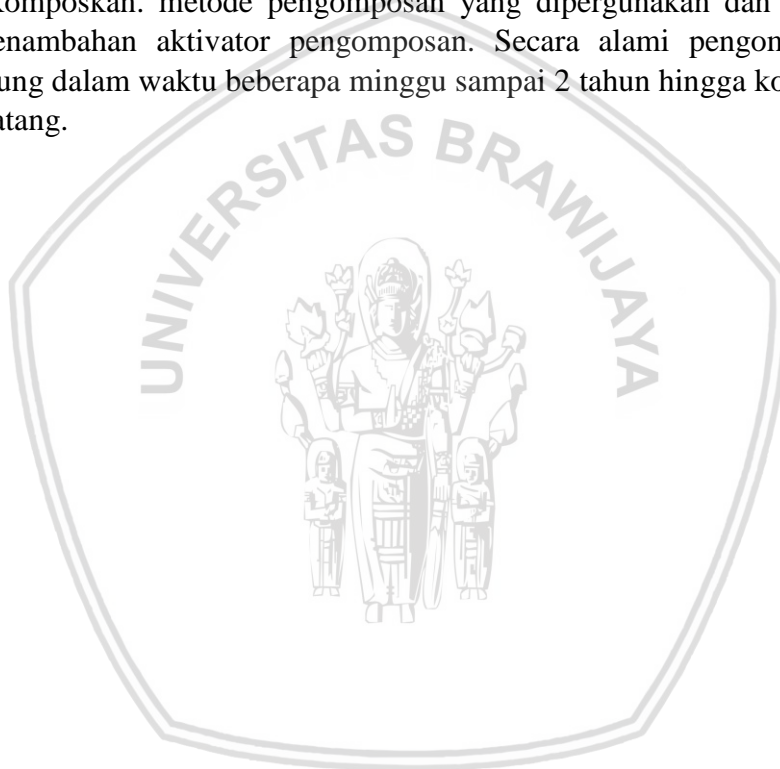 komposkan. metode pengomposan yang dipergunakan dan
enambahan aktivator pengomposan. Secara alami pengom
ung dalam waktu beberapa minggu sampai 2 tahun hingga ko
atang.
UNIVERSITAS BRAWIJAYA